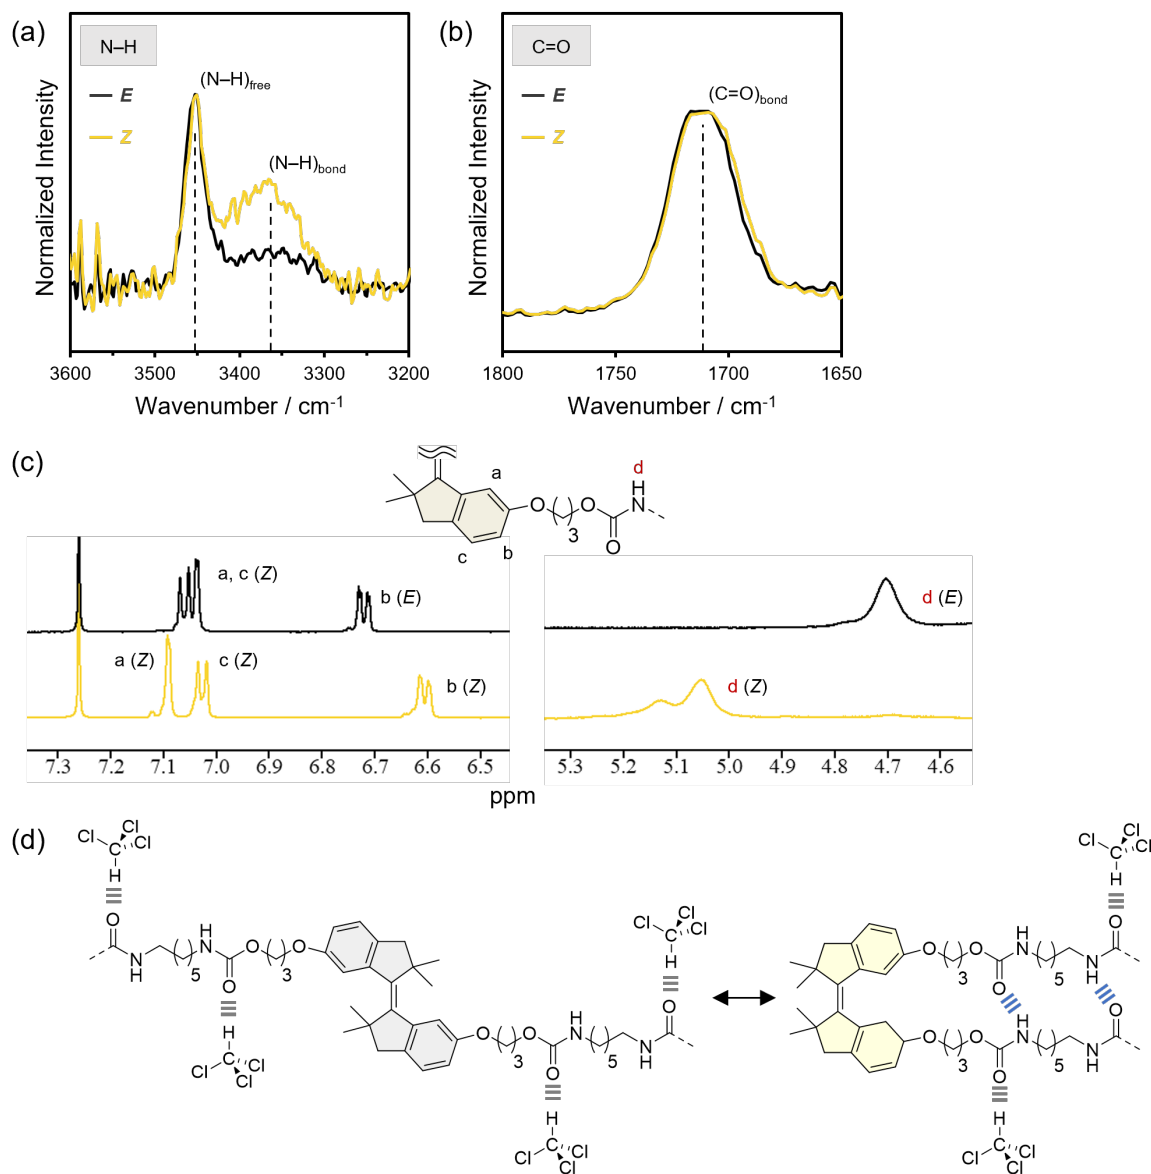 (a)
N–H
E
Z
(N–H)free
(N–H)bond
Normalized Intensity
3600 3500 3400 3300 3200
Wavenumber / cm-1
(b)
C=O
E
Z
(C=O)bond
Normalized Intensity
1800 1750 1700 1650
Wavenumber / cm-1
(c)
a
b
c
d
H
N
O
O
O
3
a, c (Z)
b (E)
a (Z)
c (Z)
b (Z)
7.3 7.2 7.1 7.0 6.9 6.8 6.7 6.6 6.5
d (E)
d (Z)
5.3 5.2 5.1 5.0 4.9 4.8 4.7 4.6
ppm
(d)
Cl Cl Cl
C
H
O
N
H
5
H
N
O
O
3
O
H
C
Cl Cl Cl
Cl Cl Cl
C
H
O
O
3
O
O
H
N
5
N
H
O
H
C
Cl Cl Cl
Cl Cl Cl
C
H
O
O
3
O
O
H
N
5
N
H
O
O
3
O
O
H
N
5
N
H
O
H
C
Cl Cl Cl